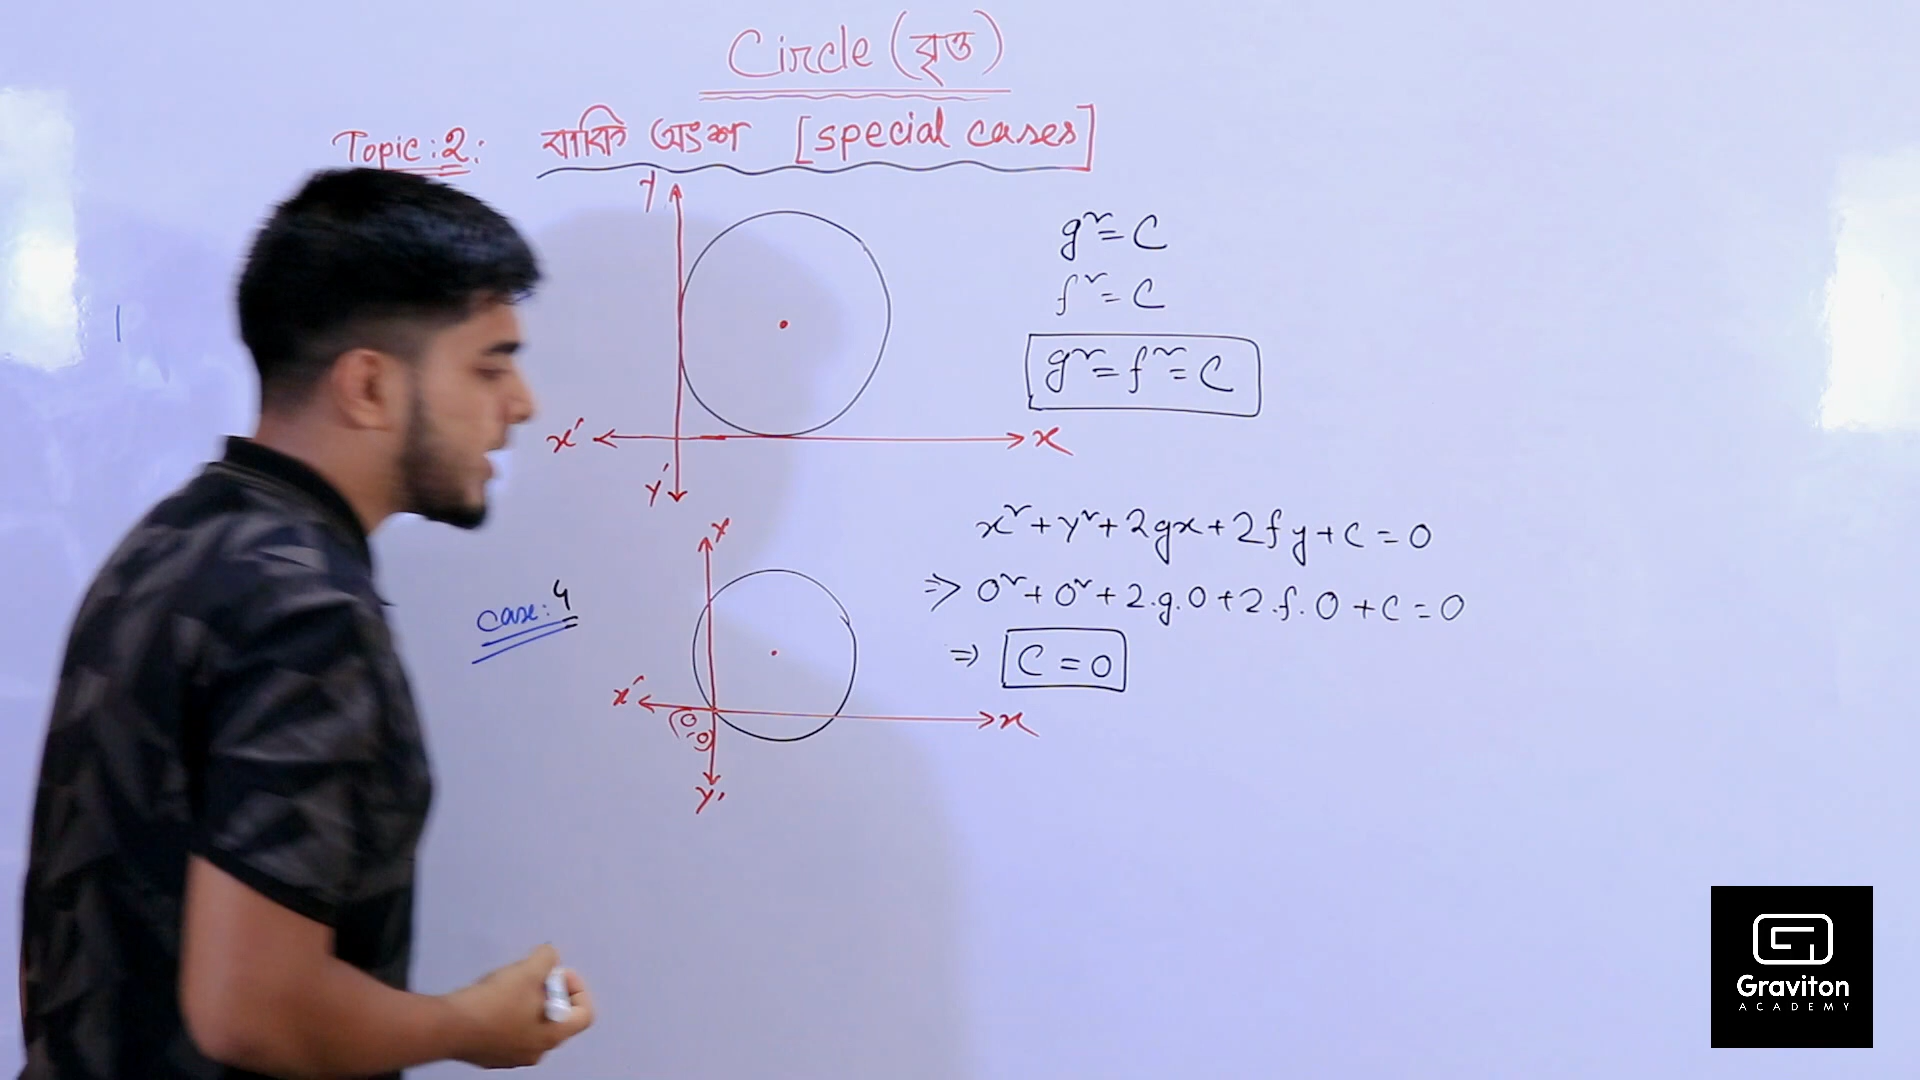 Circle (বৃত্ত)
Topic: 2: বাকি অংশ [special cases]
Y
g² = C
f² = C
g² = f² = C
x′ x
Y′
x² + y² + 2gx + 2fy + C = 0
⇒ 0² + 0² + 2.g.0 + 2.f.0 + C = 0
⇒ C = 0
Case: 4
x′ (0,0) x
Y′
Graviton
ACADEMY